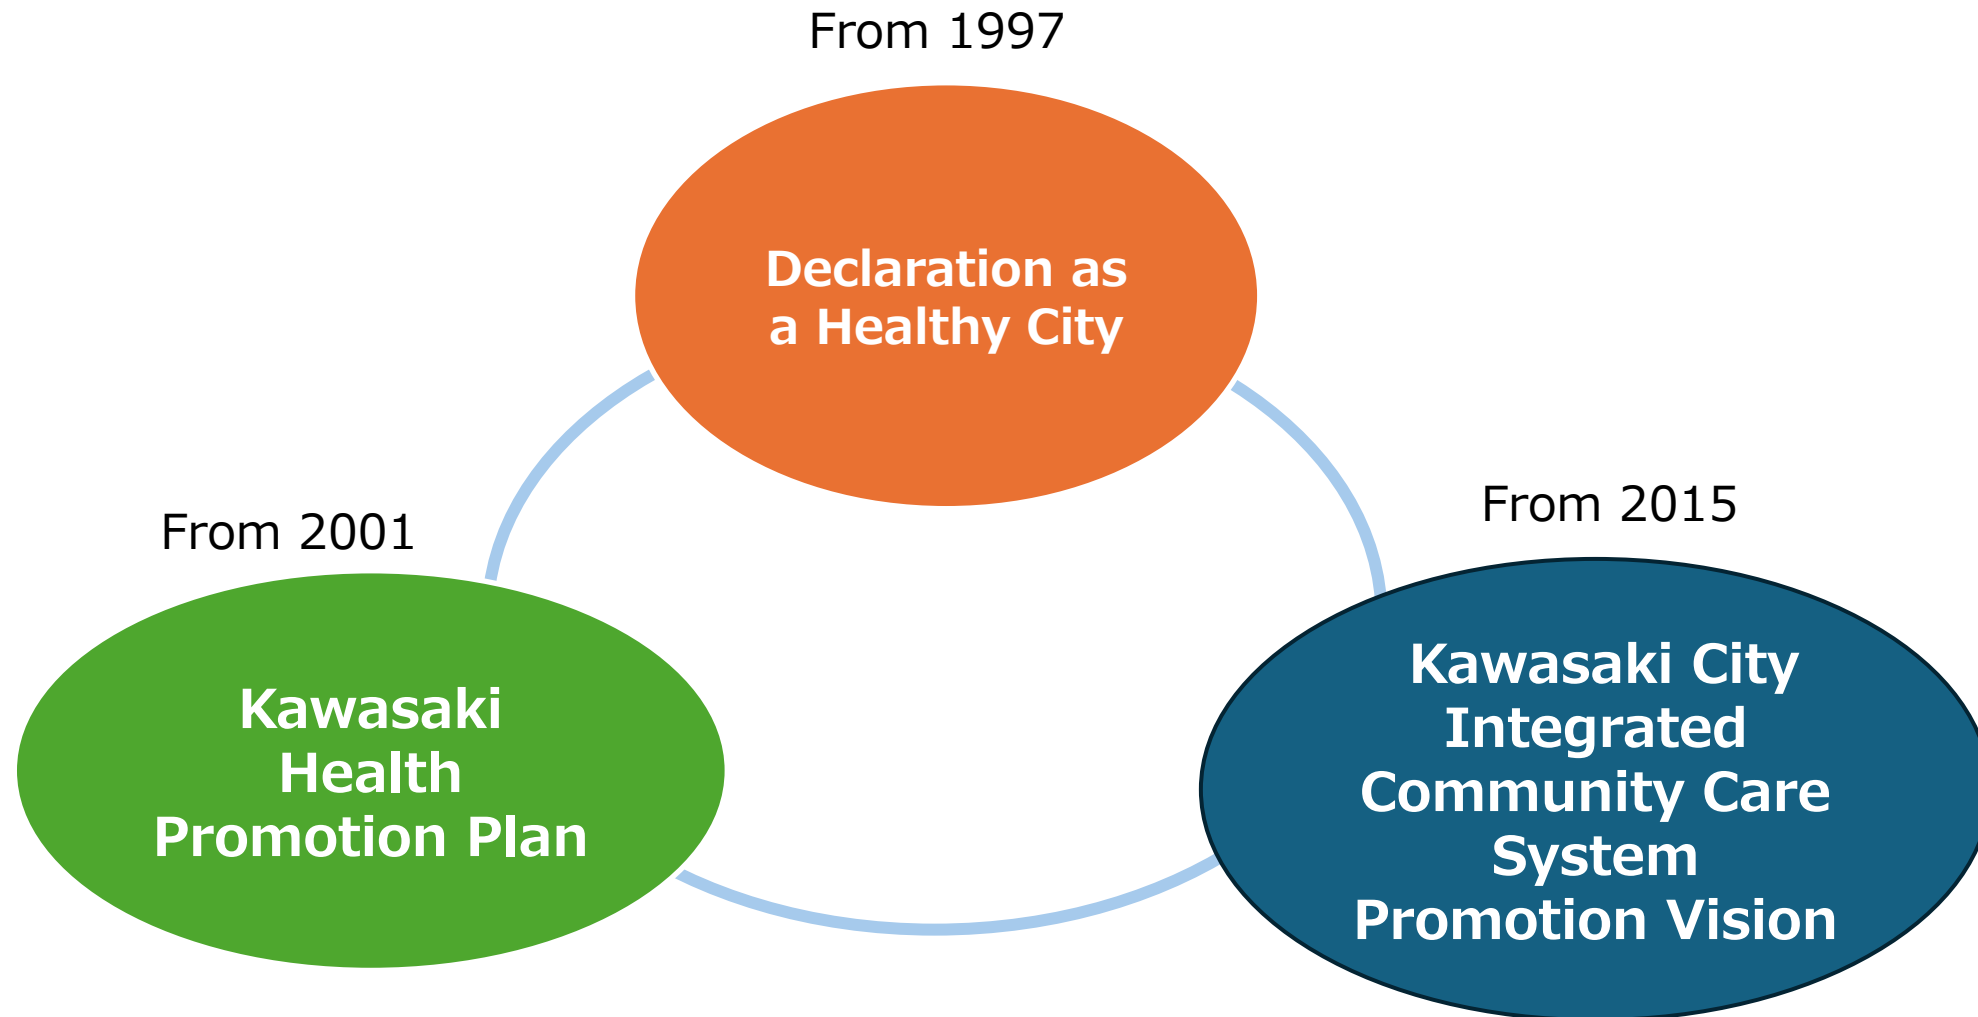 From 1997
Declaration as
a Healthy City
From 2001
Kawasaki
Health
Promotion Plan
From 2015
Kawasaki City
Integrated
Community Care
System
Promotion Vision